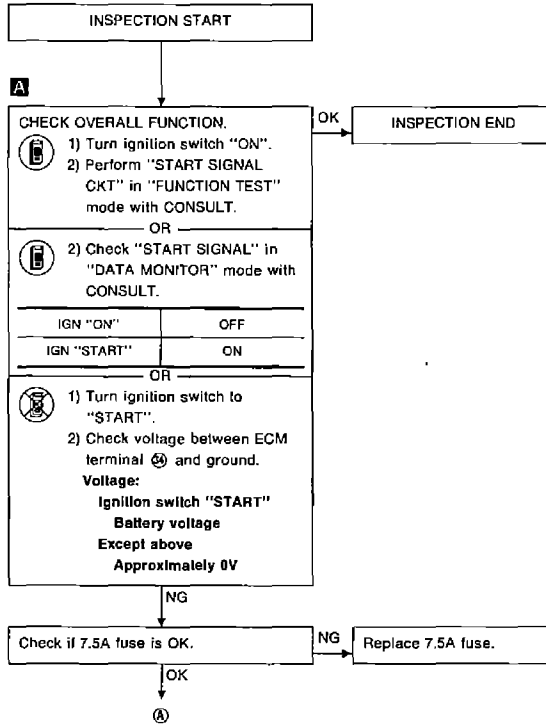 INSPECTION START
A
CHECK OVERALL FUNCTION.
1) Turn ignition switch "ON".
2) Perform "START SIGNAL
CKT" in "FUNCTION TEST"
mode with CONSULT.
OR
2) Check "START SIGNAL" in
"DATA MONITOR" mode with
CONSULT.
IGN "ON" OFF
IGN "START" ON
OR
1) Turn ignition switch to
"START".
2) Check voltage between ECM
terminal 34 and ground.
Voltage:
Ignition switch "START"
Battery voltage
Except above
Approximately 0V
OK
INSPECTION END
NG
Check if 7.5A fuse is OK.
NG
Replace 7.5A fuse.
OK
Ⓐ